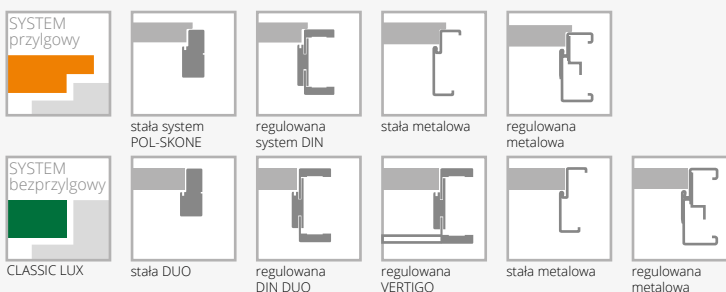 SYSTEM
przylgowy
stała system
POL-SKONE
regulowana
system DIN
stała metalowa
regulowana
metalowa
SYSTEM
bezprzylgowy
CLASSIC LUX
stała DUO
regulowana
DIN DUO
regulowana
VERTIGO
stała metalowa
regulowana
metalowa